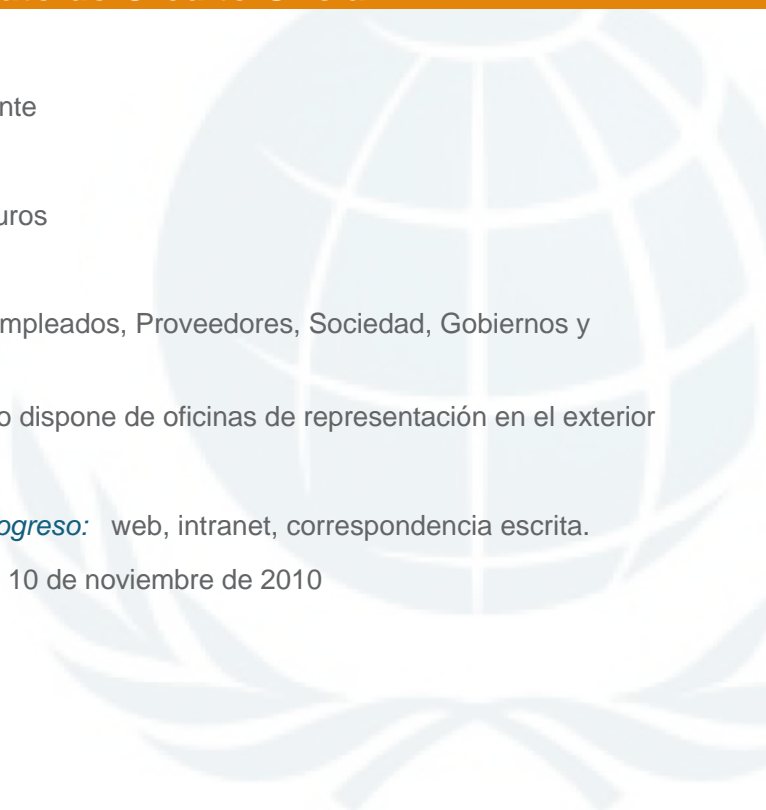 nte
uros
mpleados, Proveedores, Sociedad, Gobiernos y
o dispone de oficinas de representación en el exterior
ogreso: web, intranet, correspondencia escrita.
10 de noviembre de 2010